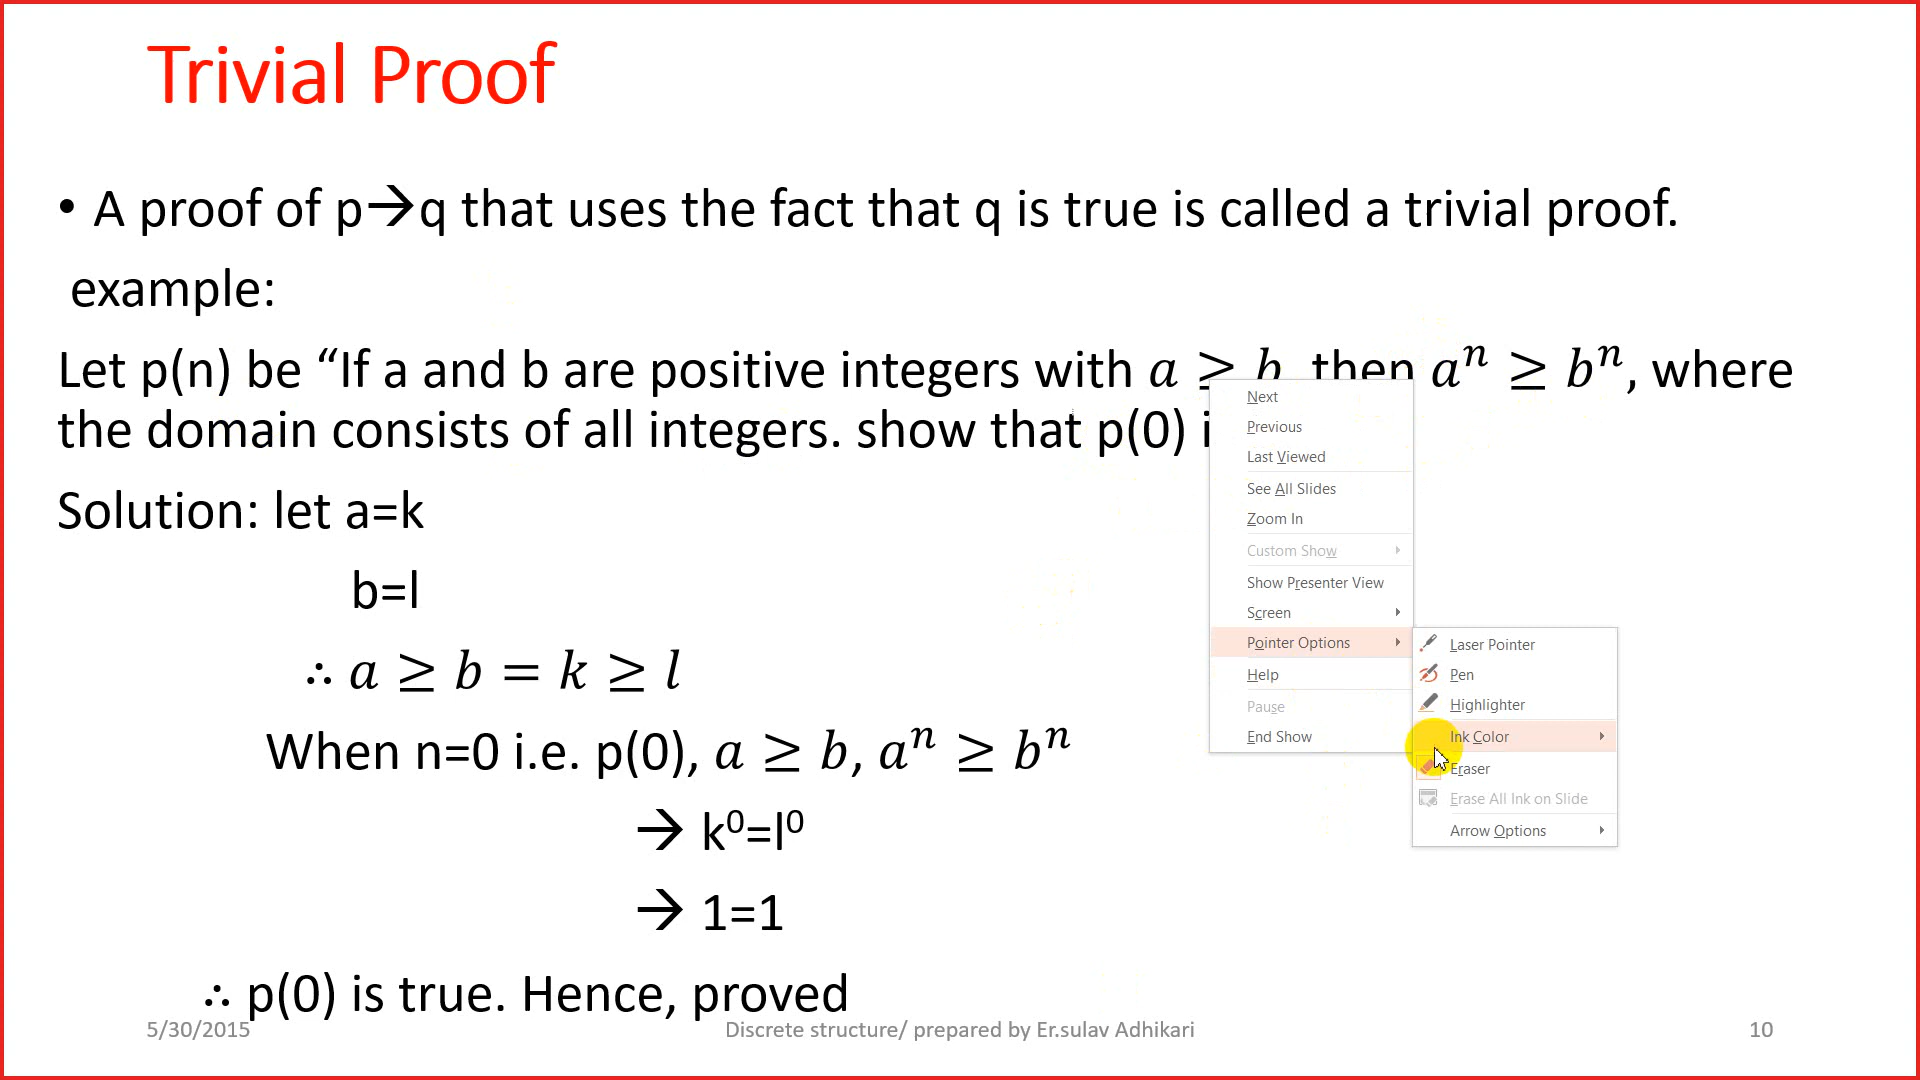 Trivial Proof
• A proof of p→q that uses the fact that q is true is called a trivial proof.
example:
Let p(n) be “If a and b are positive integers with a ≥ b, then aⁿ ≥ bⁿ, where
the domain consists of all integers. show that p(0)
Solution: let a=k
b=l
∴ a ≥ b = k ≥ l
When n=0 i.e. p(0), a ≥ b, aⁿ ≥ bⁿ
→ k⁰=l⁰
→ 1=1
∴ p(0) is true. Hence, proved
5/30/2015
Discrete structure/ prepared by Er.sulav Adhikari
10
Next
Previous
Last Viewed
See All Slides
Zoom In
Custom Show
Show Presenter View
Screen
Pointer Options
Help
Pause
End Show
Laser Pointer
Pen
Highlighter
Ink Color
Eraser
Erase All Ink on Slide
Arrow Options